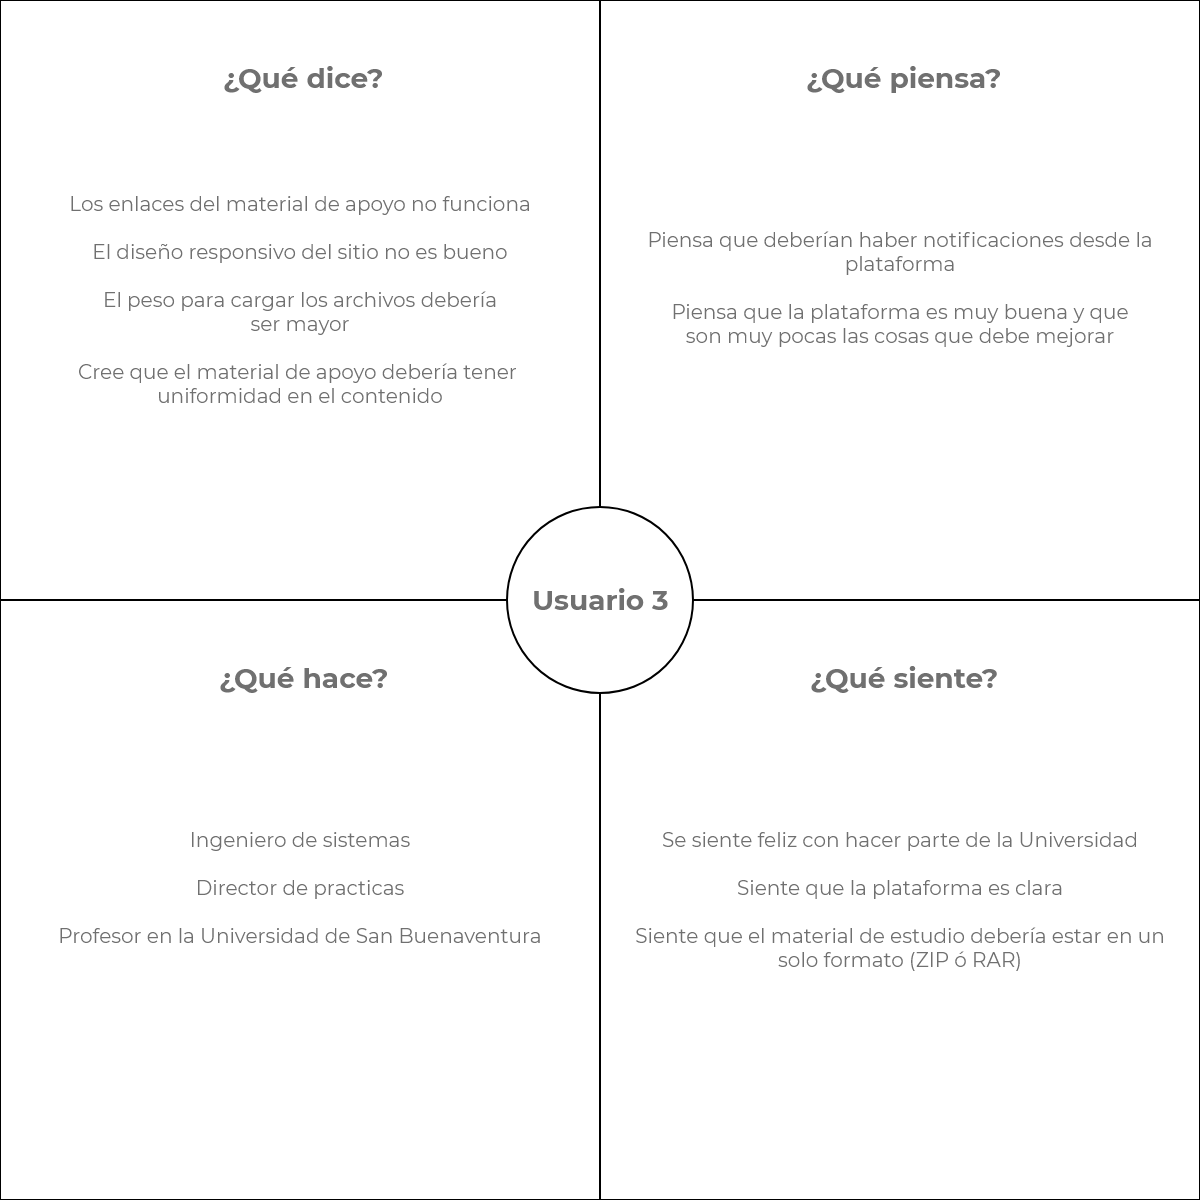 ¿Qué dice?
Los enlaces del material de apoyo no funciona
El diseño responsivo del sitio no es bueno
El peso para cargar los archivos debería
ser mayor
Cree que el material de apoyo debería tener
uniformidad en el contenido
¿Qué piensa?
Piensa que deberían haber notificaciones desde la
plataforma
Piensa que la plataforma es muy buena y que
son muy pocas las cosas que debe mejorar
Usuario 3
¿Qué hace?
Ingeniero de sistemas
Director de practicas
Profesor en la Universidad de San Buenaventura
¿Qué siente?
Se siente feliz con hacer parte de la Universidad
Siente que la plataforma es clara
Siente que el material de estudio debería estar en un
solo formato (ZIP ó RAR)